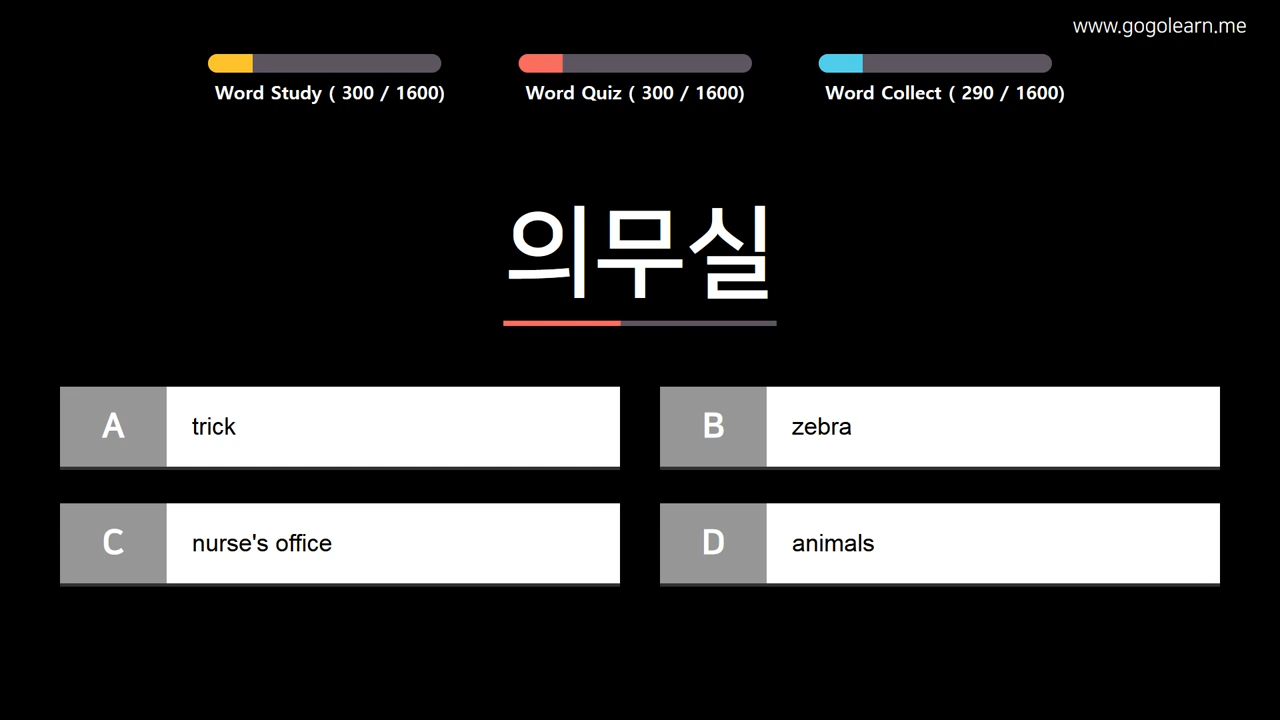 www.gogolearn.me
Word Study ( 300 / 1600)
Word Quiz ( 300 / 1600)
Word Collect ( 290 / 1600)
의무실
A trick
B zebra
C nurse's office
D animals